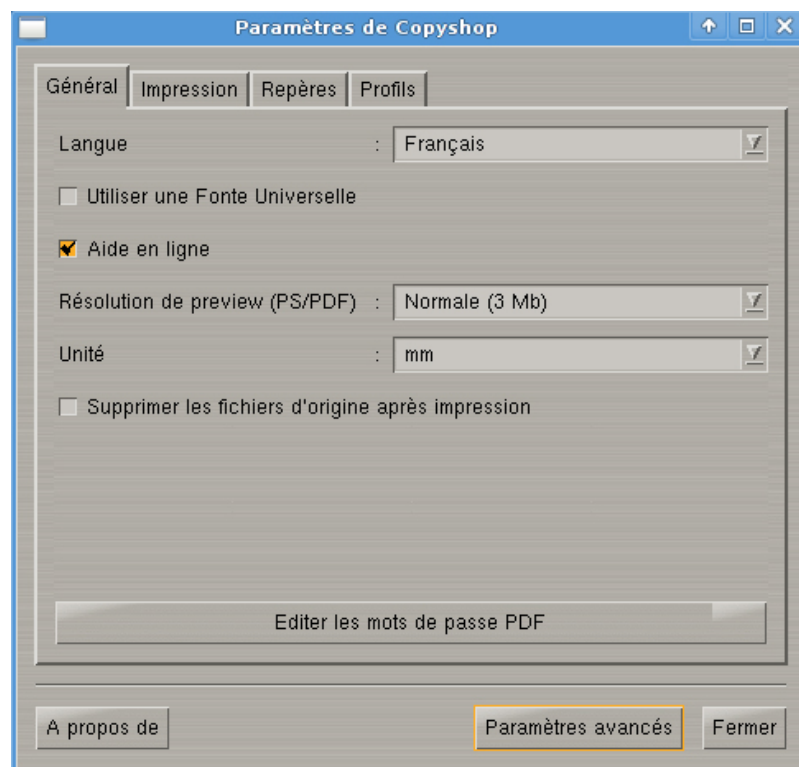 Paramètres de Copyshop
Général Impression Repères Profils
Langue : Français
Utiliser une Fonte Universelle
Aide en ligne
Résolution de preview (PS/PDF) : Normale (3 Mb)
Unité : mm
Supprimer les fichiers d'origine après impression
Editer les mots de passe PDF
A propos de Paramètres avancés Fermer